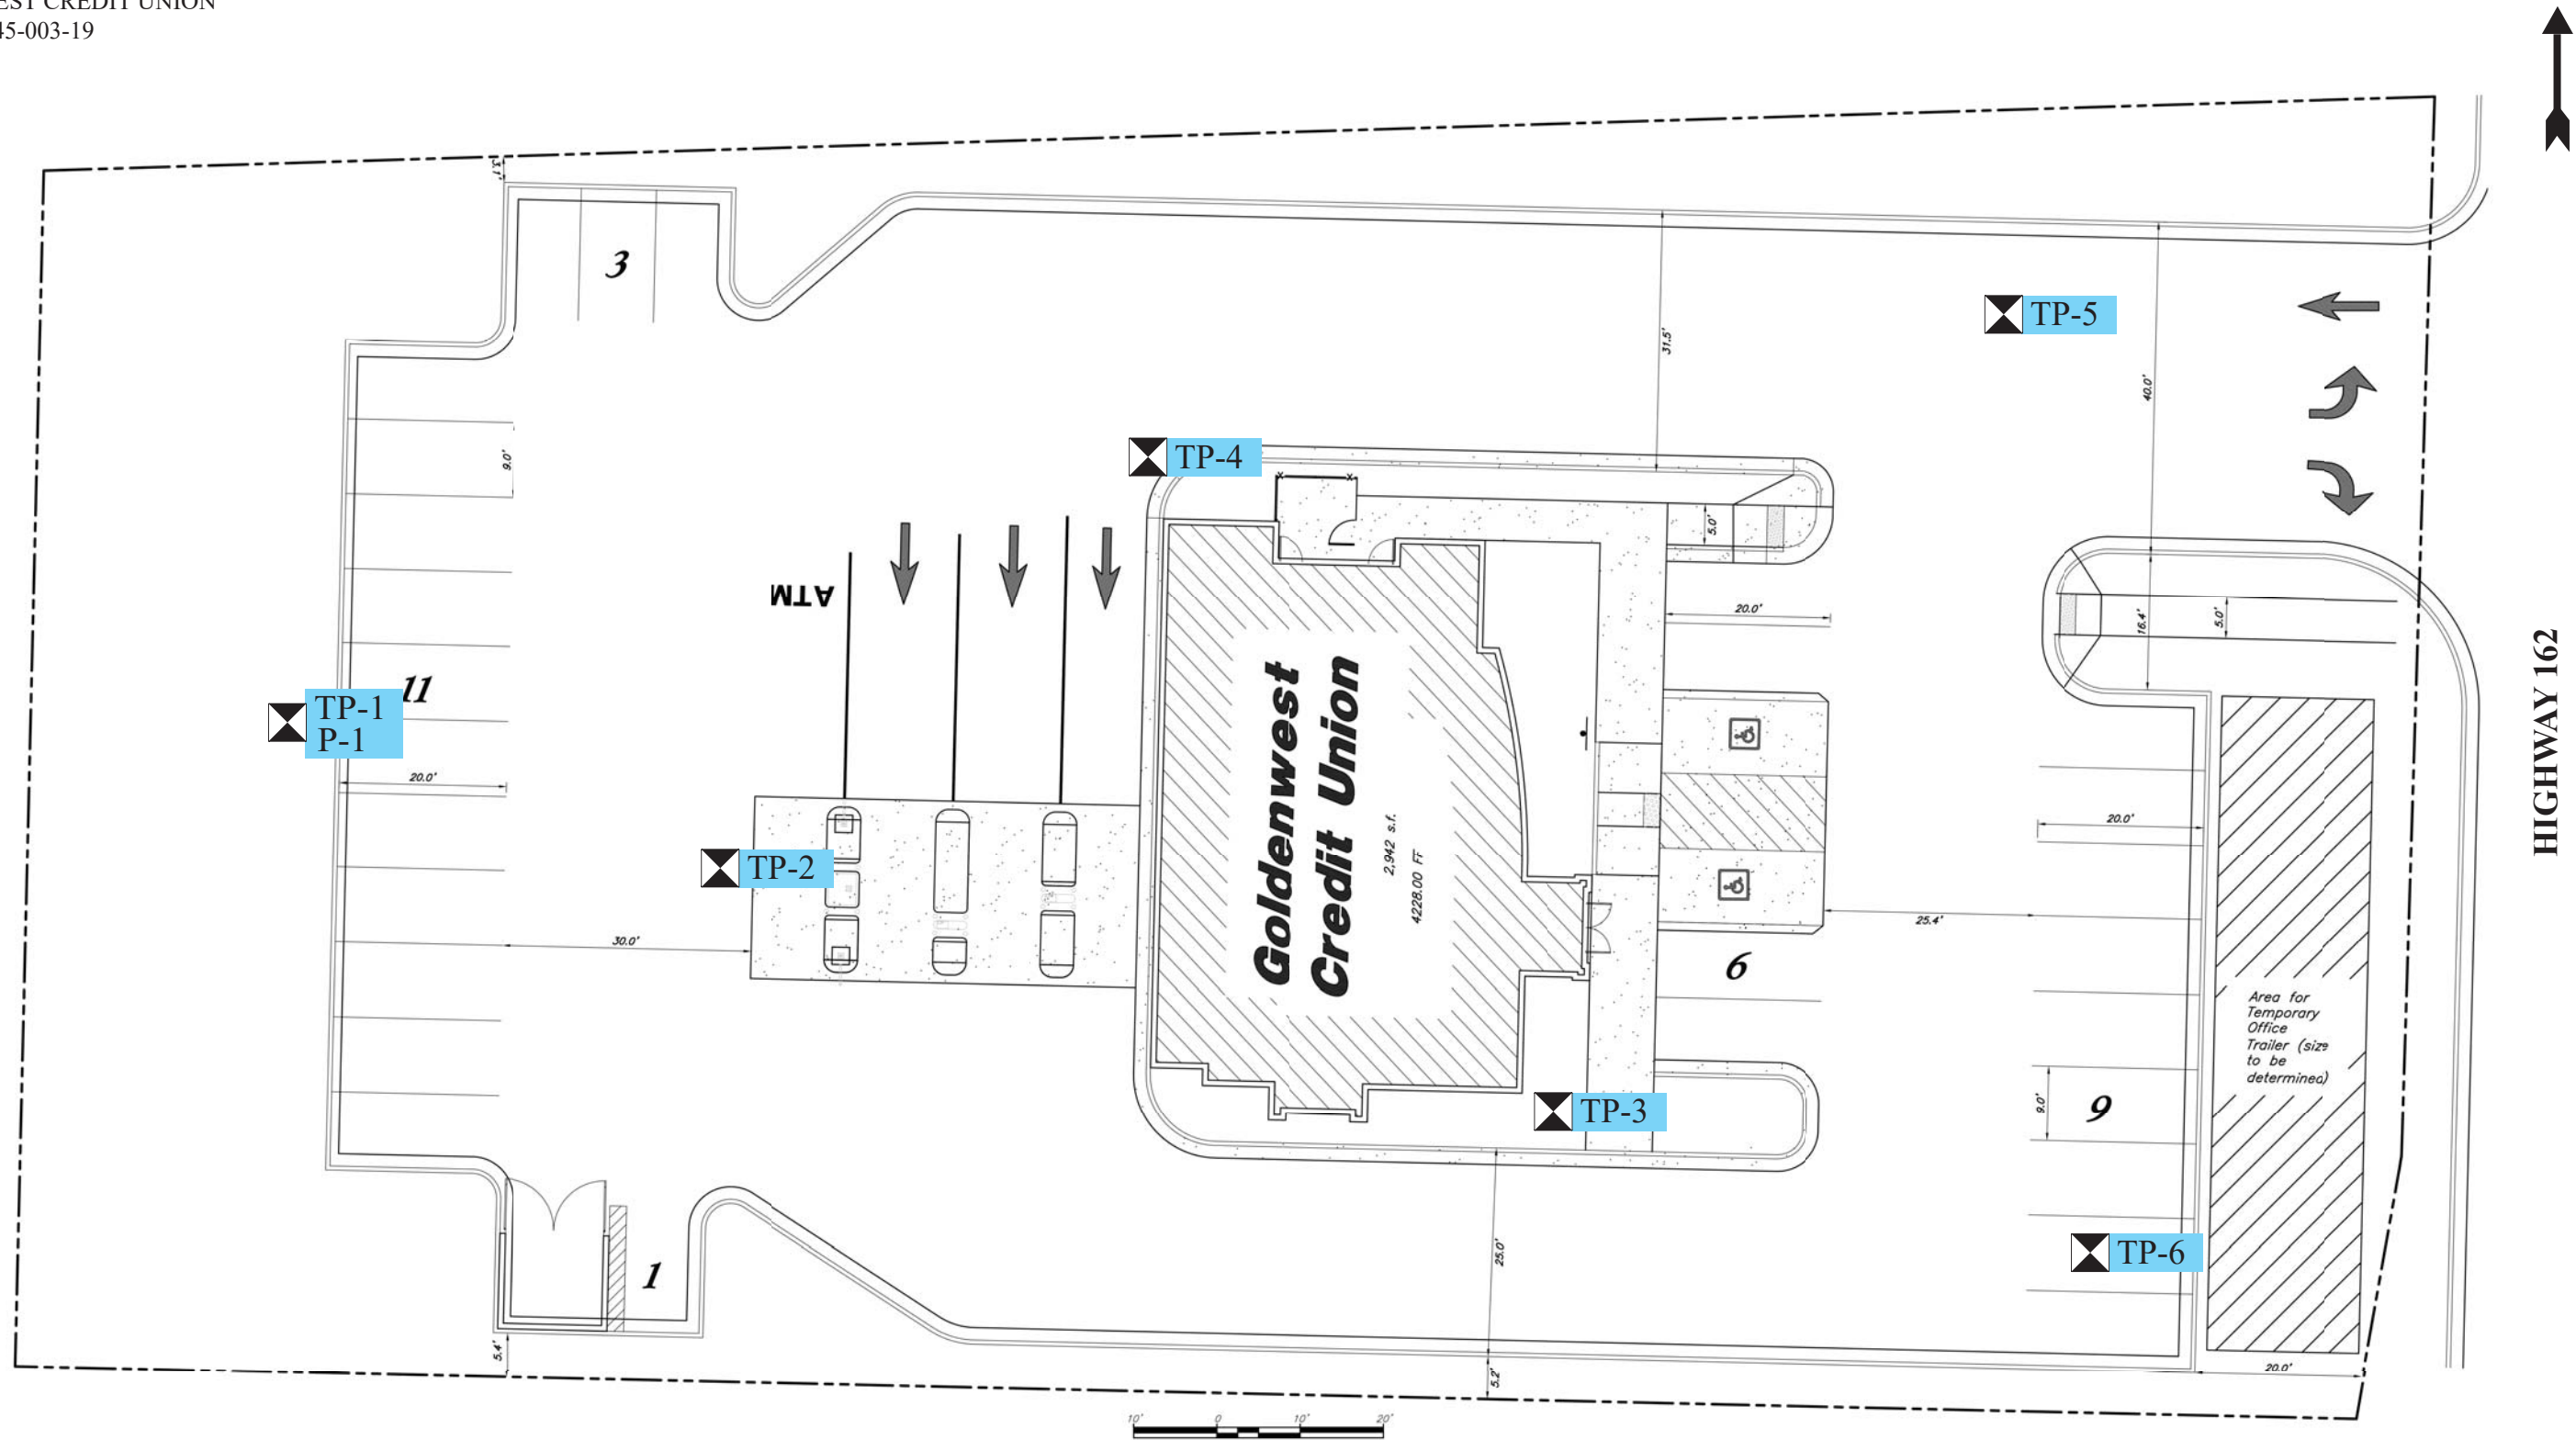 EST CREDIT UNION
45-003-19
3.1'
3
TP-5
31.5'
40.0'
9.0'
TP-4
5.0'
ATM
20.0'
16.4'
5.0'
HIGHWAY 162
11
TP-1
P-1
20.0'
Goldenwest
Credit Union
2,942 s.f.
4228.00 FF
20.0'
TP-2
30.0'
25.4'
6
Area for
Temporary
Office
Trailer (size
to be
determined)
9.0'
9
TP-3
25.0'
TP-6
1
5.4'
5.2'
20.0'
10'
0
10'
20'